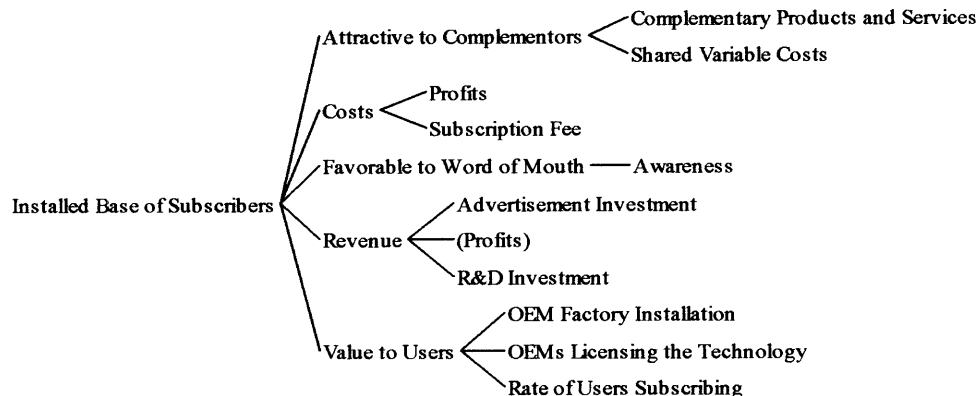 Complementary Products and Services
Attractive to Complementors
Shared Variable Costs
Profits
Costs
Subscription Fee
Favorable to Word of Mouth
Awareness
Installed Base of Subscribers
Advertisement Investment
Revenue
(Profits)
R&D Investment
OEM Factory Installation
Value to Users
OEMs Licensing the Technology
Rate of Users Subscribing